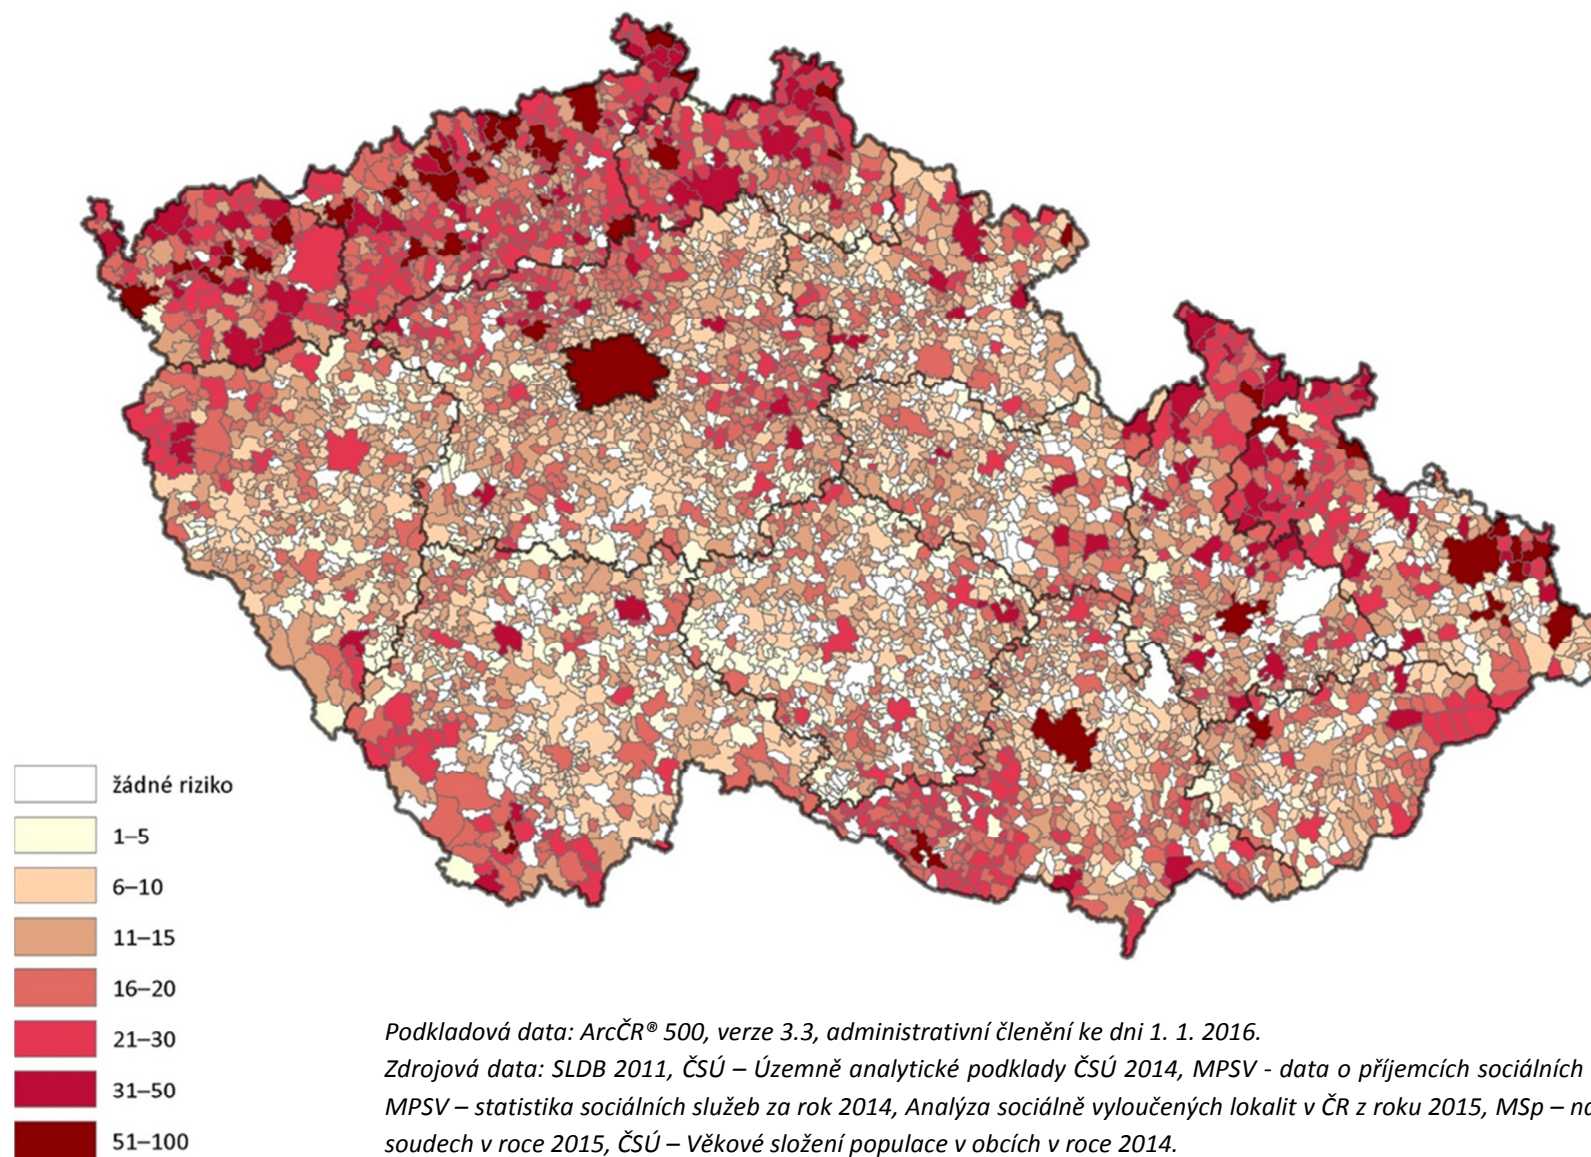 žádné riziko
1–5
6–10
11–15
16–20
21–30
31–50
51–100
Podkladová data: ArcČR® 500, verze 3.3, administrativní členění ke dni 1. 1. 2016.
Zdrojová data: SLDB 2011, ČSÚ – Územně analytické podklady ČSÚ 2014, MPSV - data o příjemcích sociálních
MPSV – statistika sociálních služeb za rok 2014, Analýza sociálně vyloučených lokalit v ČR z roku 2015, MSp – na
soudech v roce 2015, ČSÚ – Věkové složení populace v obcích v roce 2014.